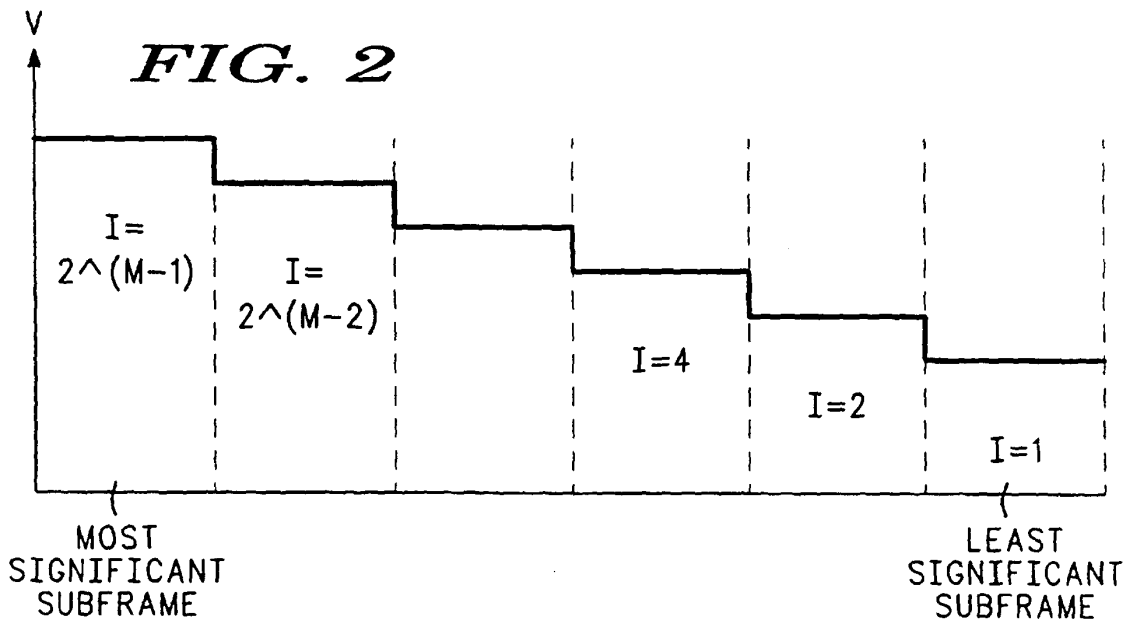 V
FIG. 2
I=
2^(M-1)
I=
2^(M-2)
I=4
I=2
I=1
MOST
SIGNIFICANT
SUBFRAME
LEAST
SIGNIFICANT
SUBFRAME